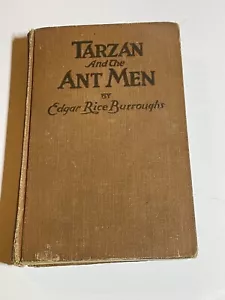 TARZAN
And the
ANT MEN
BY
Edgar Rice Burroughs